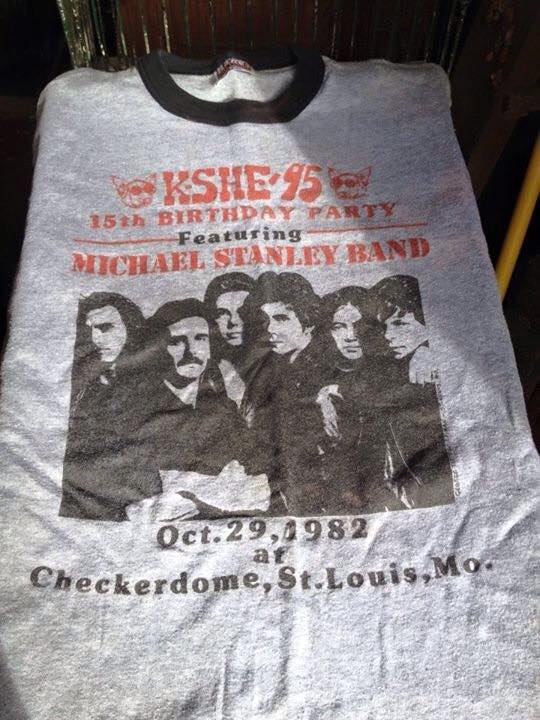 KSHE-95
15th BIRTHDAY PARTY
Featuring
MICHAEL STANLEY BAND
Oct.29,1982
at
Checkerdome,St.Louis,Mo.